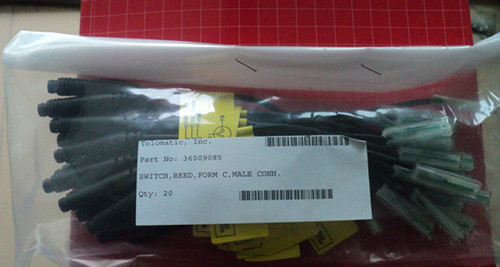 Tolomatic, Inc.
Part No: 36009085
SWITCH,REED,FORM C,MALE CONN.
Qty: 20